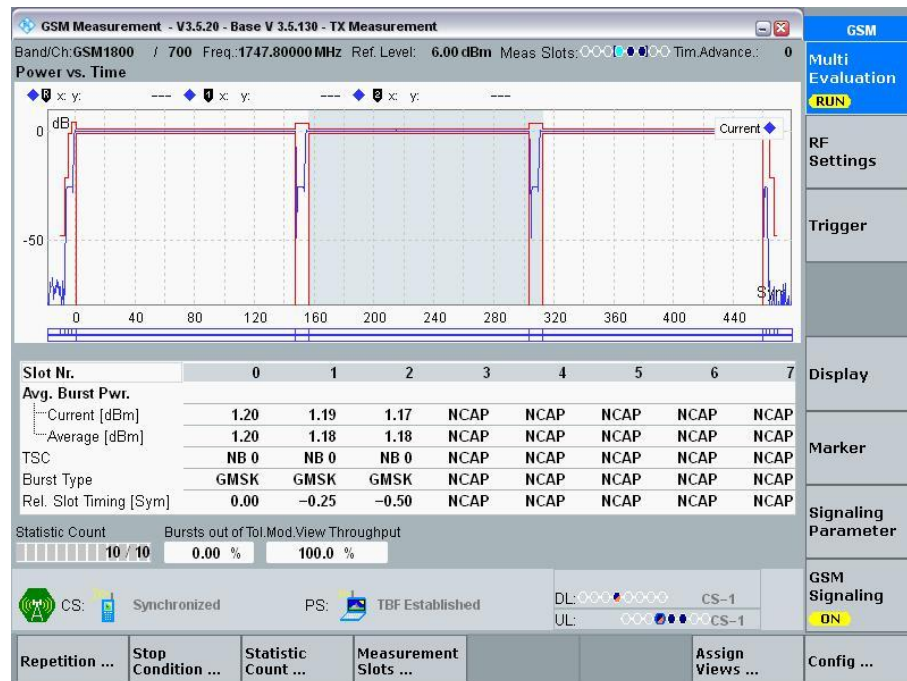 GSM Measurement - V3.5.20 - Base V 3.5.130 - TX Measurement
GSM
Band/Ch:GSM1800 / 700 Freq.:1747.80000 MHz Ref. Level: 6.00 dBm Meas Slots: Tim.Advance.: 0
Multi Evaluation
RUN
Power vs. Time
R x: y: --- 1 x: y: --- 2 x: y: ---
dB
Current
0
-50
Sym
0 40 80 120 160 200 240 280 320 360 400 440
RF Settings
Trigger
Display
Marker
Signaling Parameter
GSM Signaling
ON
Slot Nr. 0 1 2 3 4 5 6 7
Avg. Burst Pwr.
Current [dBm] 1.20 1.19 1.17 NCAP NCAP NCAP NCAP NCAP
Average [dBm] 1.20 1.18 1.18 NCAP NCAP NCAP NCAP NCAP
TSC NB 0 NB 0 NB 0 NCAP NCAP NCAP NCAP NCAP
Burst Type GMSK GMSK GMSK NCAP NCAP NCAP NCAP NCAP
Rel. Slot Timing [Sym] 0.00 −0.25 −0.50 NCAP NCAP NCAP NCAP NCAP
Statistic Count Bursts out of Tol.Mod.View Throughput
10 / 10 0.00 % 100.0 %
CS: Synchronized PS: TBF Established DL: CS−1
UL: CS−1
Repetition ... Stop Condition ... Statistic Count ... Measurement Slots ... Assign Views ... Config ...